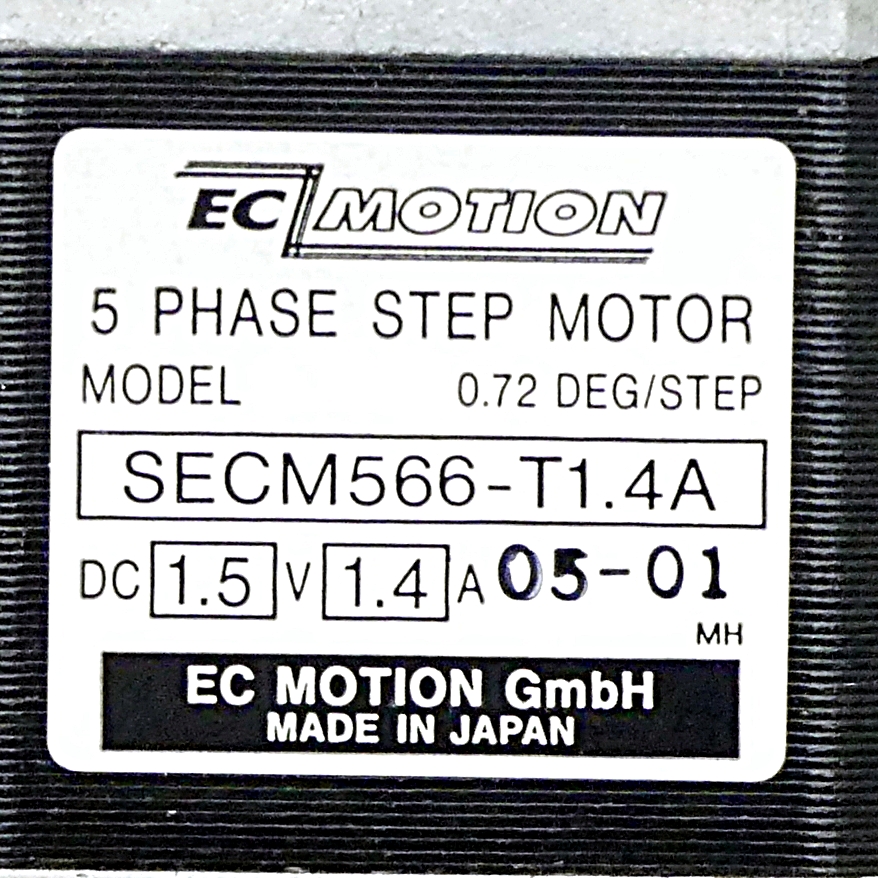 EC MOTION
5 PHASE STEP MOTOR
MODEL 0.72 DEG/STEP
SECM566-T1.4A
DC 1.5 V 1.4 A 05-01
MH
EC MOTION GmbH
MADE IN JAPAN